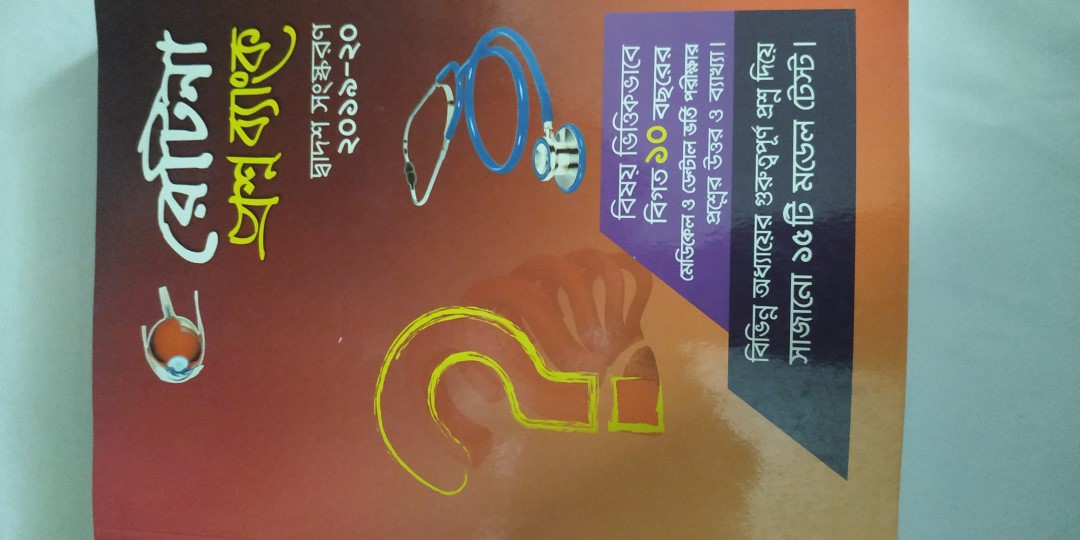 রেটিনা
প্রশ্ন ব্যাংক
দ্বাদশ সংস্করণ
২০১৯-২০
বিষয় ভিত্তিকভাবে
বিগত ১০ বছরের
মেডিকেল ও ডেন্টাল ভর্তি পরীক্ষার
প্রশ্নের উত্তর ও ব্যাখ্যা।
বিভিন্ন অধ্যায়ের গুরুত্বপূর্ণ প্রশ্ন দিয়ে
সাজানো ১৫টি মডেল টেস্ট।